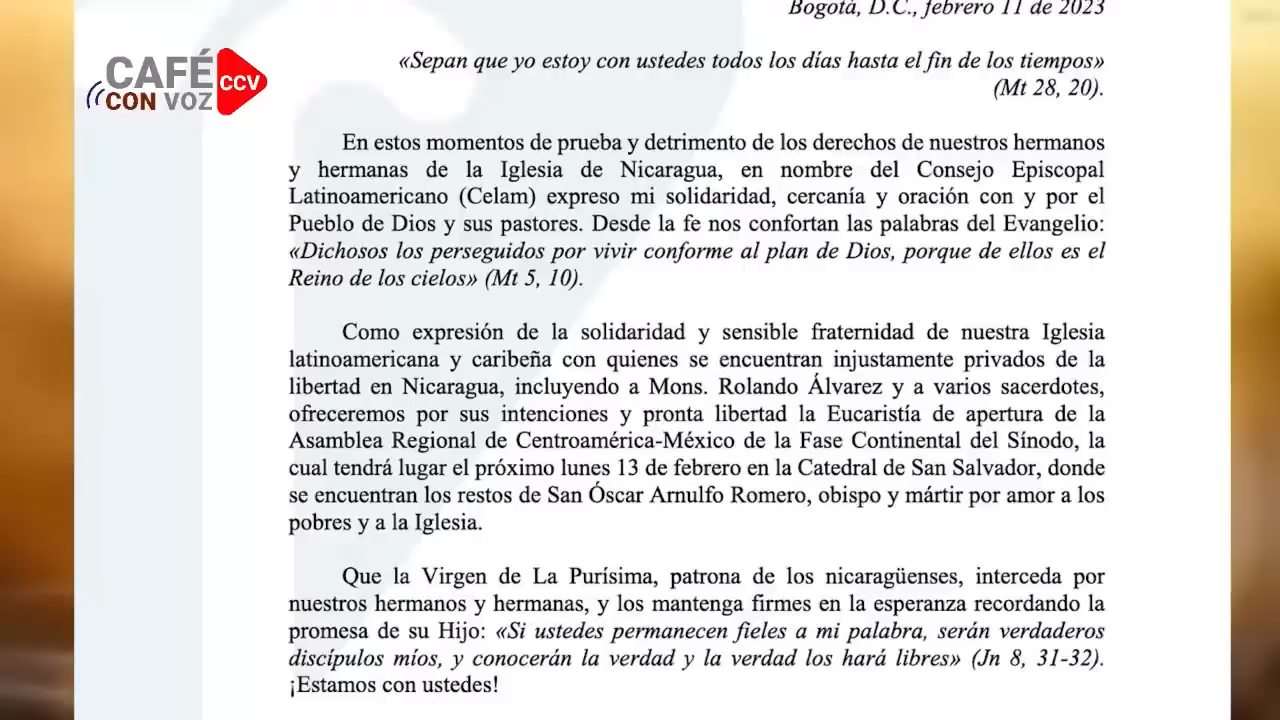 Bogotá, D.C., febrero 11 de 2023
CAFÉ
CON VOZ
CCV
«Sepan que yo estoy con ustedes todos los días hasta el fin de los tiempos»
(Mt 28, 20).
En estos momentos de prueba y detrimento de los derechos de nuestros hermanos
y hermanas de la Iglesia de Nicaragua, en nombre del Consejo Episcopal
Latinoamericano (Celam) expreso mi solidaridad, cercanía y oración con y por el
Pueblo de Dios y sus pastores. Desde la fe nos confortan las palabras del Evangelio:
«Dichosos los perseguidos por vivir conforme al plan de Dios, porque de ellos es el
Reino de los cielos» (Mt 5, 10).
Como expresión de la solidaridad y sensible fraternidad de nuestra Iglesia
latinoamericana y caribeña con quienes se encuentran injustamente privados de la
libertad en Nicaragua, incluyendo a Mons. Rolando Álvarez y a varios sacerdotes,
ofreceremos por sus intenciones y pronta libertad la Eucaristía de apertura de la
Asamblea Regional de Centroamérica-México de la Fase Continental del Sínodo, la
cual tendrá lugar el próximo lunes 13 de febrero en la Catedral de San Salvador, donde
se encuentran los restos de San Óscar Arnulfo Romero, obispo y mártir por amor a los
pobres y a la Iglesia.
Que la Virgen de La Purísima, patrona de los nicaragüenses, interceda por
nuestros hermanos y hermanas, y los mantenga firmes en la esperanza recordando la
promesa de su Hijo: «Si ustedes permanecen fieles a mi palabra, serán verdaderos
discípulos míos, y conocerán la verdad y la verdad los hará libres» (Jn 8, 31-32).
¡Estamos con ustedes!